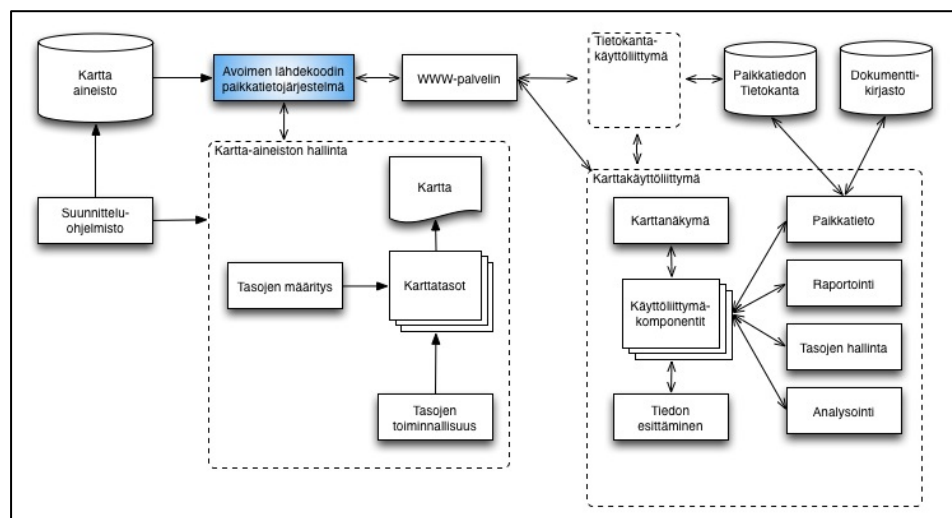 Kartta
aineisto
Avoimen lähdekoodin
paikkatietojärjestelmä
WWW-palvelin
Tietokanta-
käyttöliittymä
Paikkatiedon
Tietokanta
Dokumentti-
kirjasto
Suunnittelu-
ohjelmisto
Kartta-aineiston hallinta
Kartta
Tasojen määritys
Karttatasot
Tasojen
toiminnallisuus
Karttakäyttöliittymä
Karttanäkymä
Käyttöliittymä-
komponentit
Tiedon
esittäminen
Paikkatieto
Raportointi
Tasojen hallinta
Analysointi